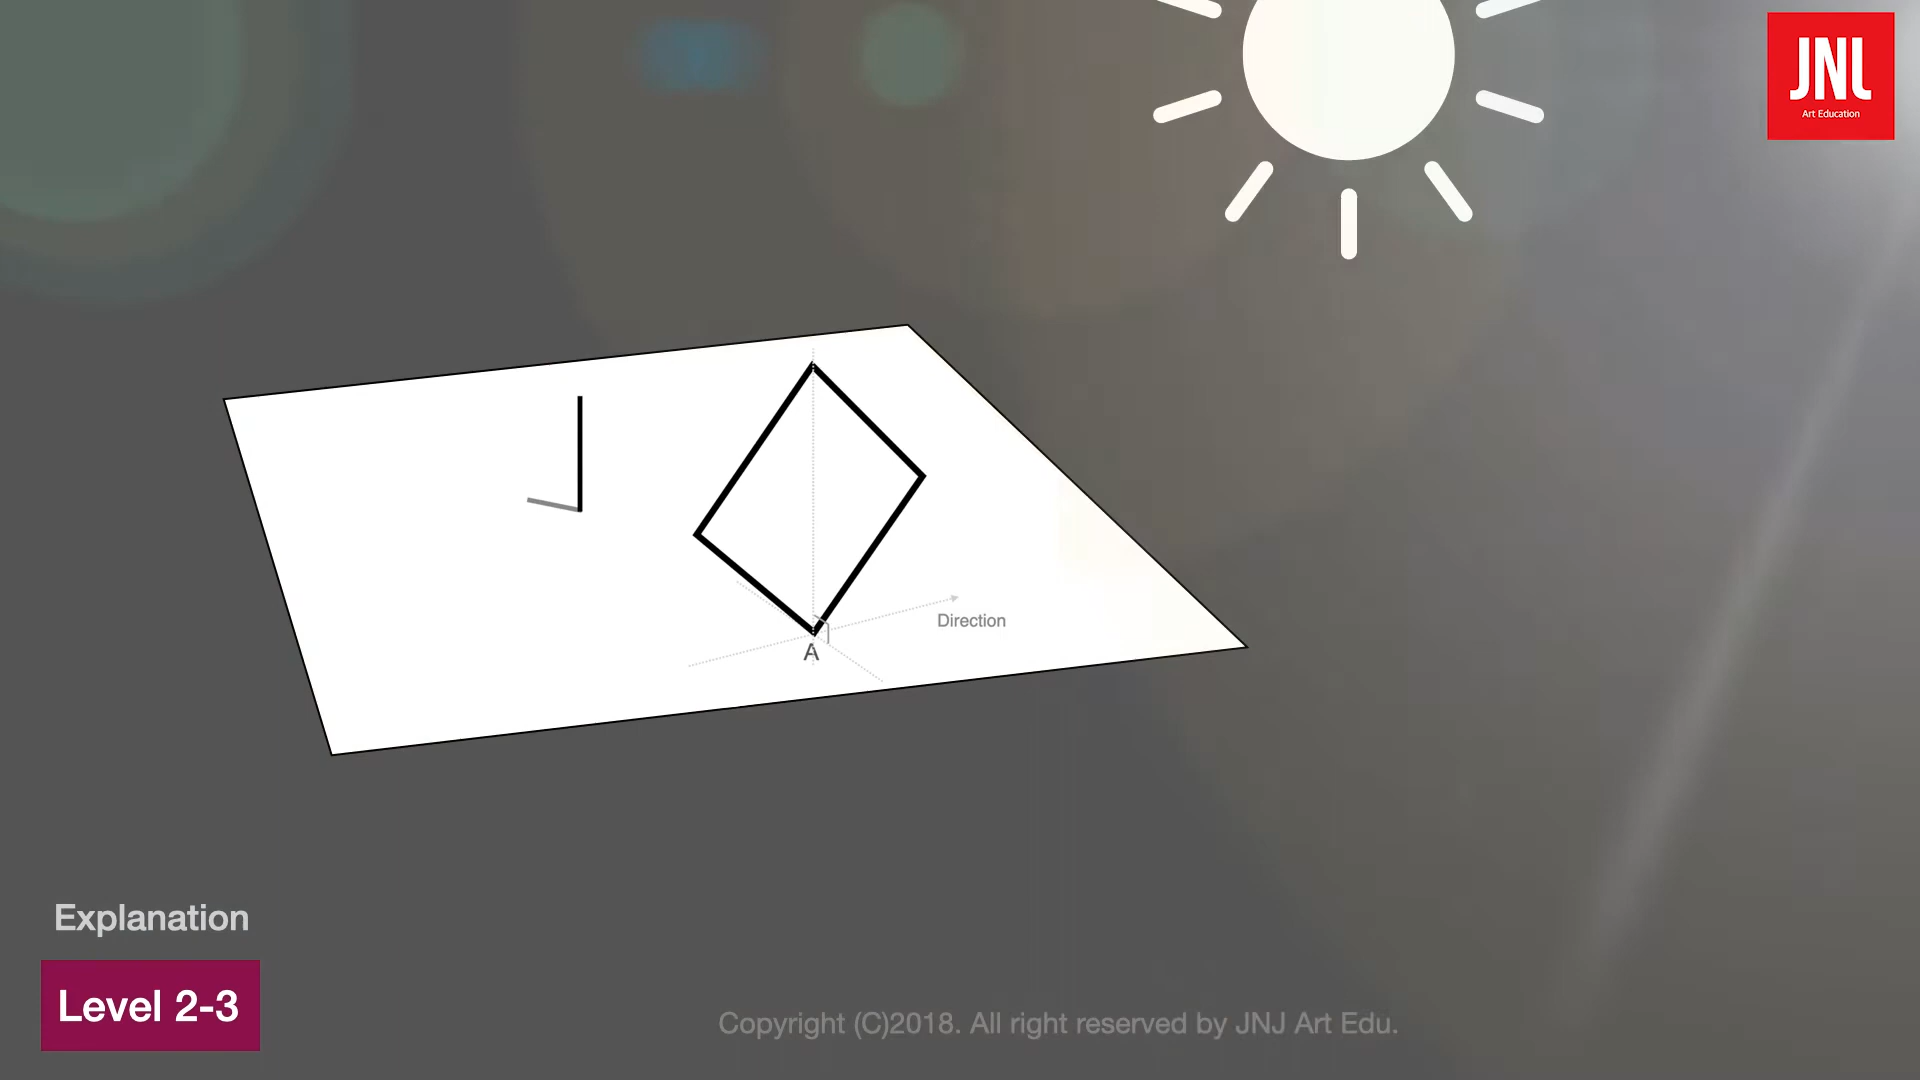 JNL
Art Education
Direction
A
Explanation
Level 2-3
Copyright (C)2018. All right reserved by JNJ Art Edu.